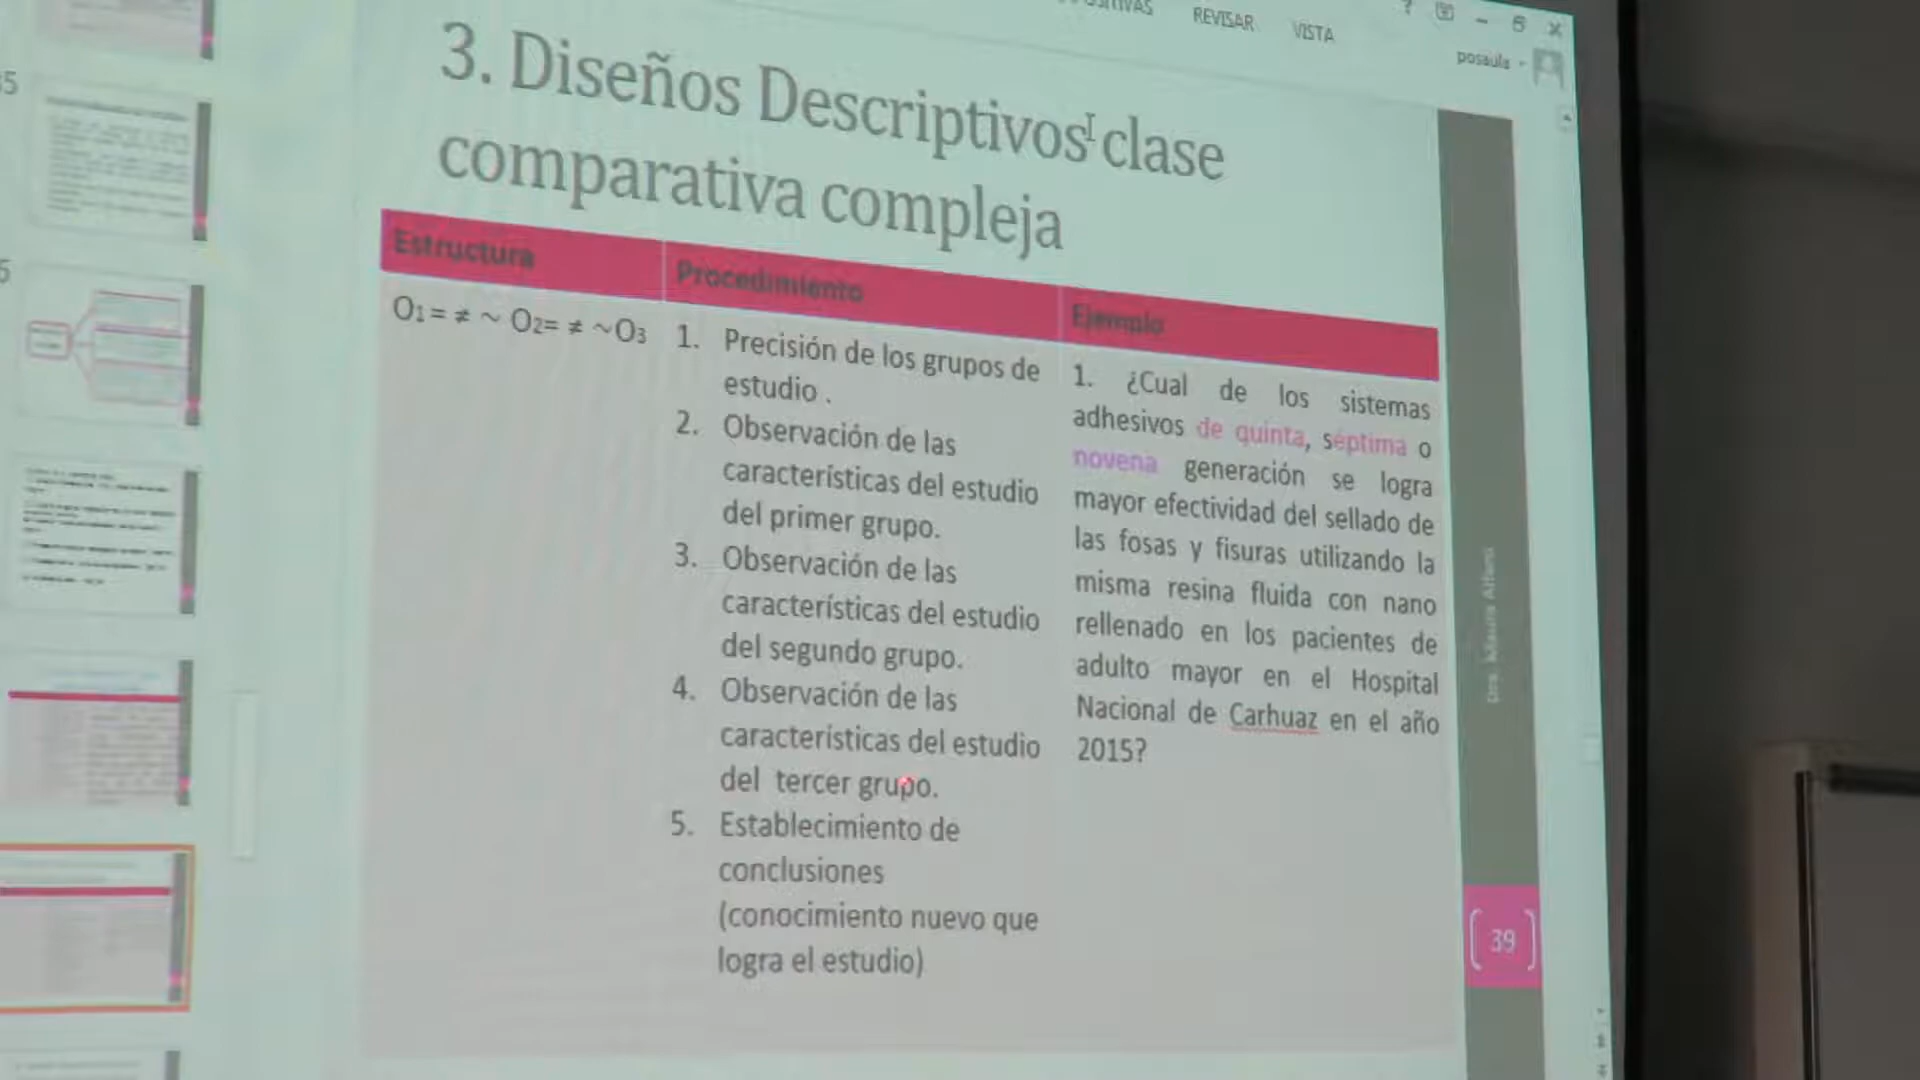 REVISAR
VISTA
posaula
3. Diseños Descriptivos clase
comparativa compleja
Estructura
Procedimiento
Ejemplo
O1= ≠ ~ O2= ≠ ~O3
1. Precisión de los grupos de
estudio .
2. Observación de las
características del estudio
del primer grupo.
3. Observación de las
características del estudio
del segundo grupo.
4. Observación de las
características del estudio
del tercer grupo.
5. Establecimiento de
conclusiones
(conocimiento nuevo que
logra el estudio)
1. ¿Cual de los sistemas
adhesivos de quinta, séptima o
novena generación se logra
mayor efectividad del sellado de
las fosas y fisuras utilizando la
misma resina fluida con nano
rellenado en los pacientes de
adulto mayor en el Hospital
Nacional de Carhuaz en el año
2015?
39